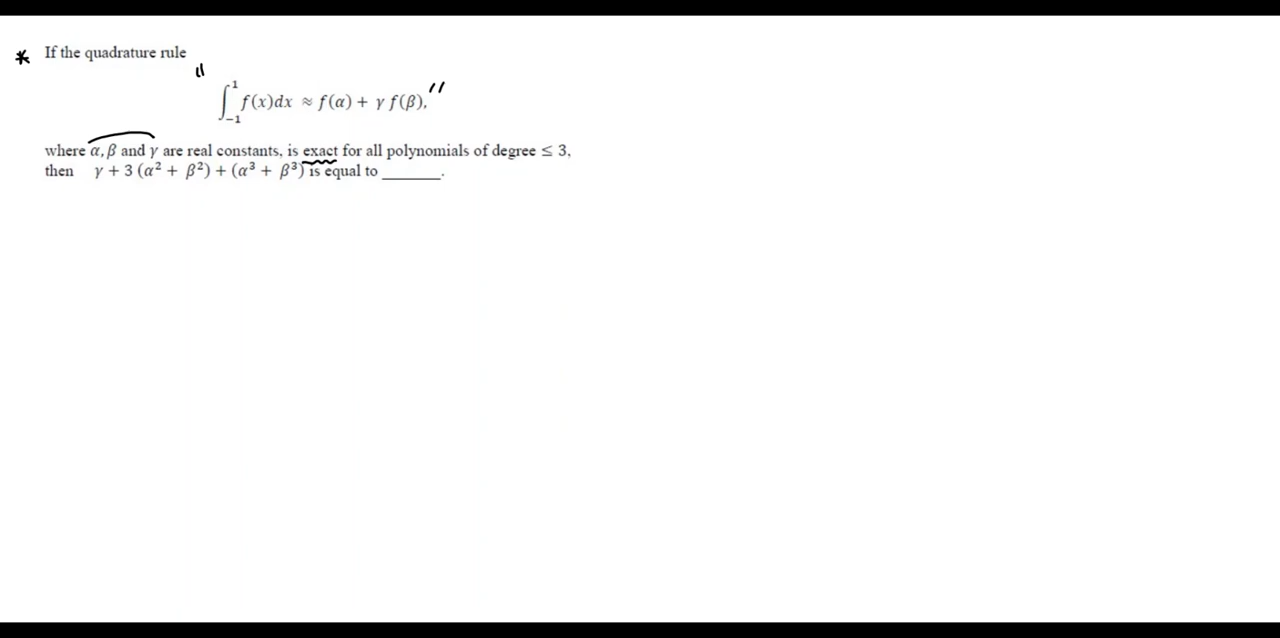 * If the quadrature rule
" ∫₋₁¹ f(x)dx ≈ f(α) + γ f(β), "
where α, β and γ are real constants, is exact for all polynomials of degree ≤ 3,
then γ + 3 (α² + β²) + (α³ + β³) is equal to ______.